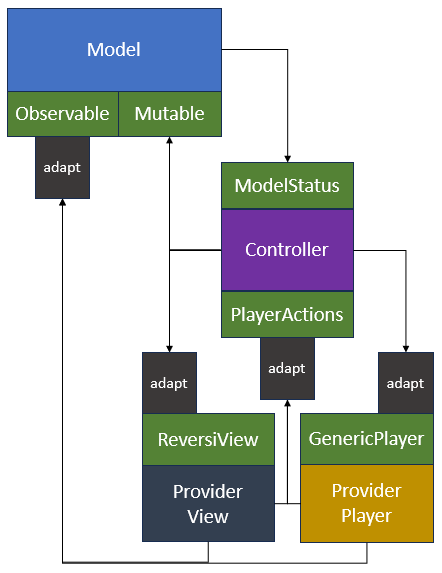 Model
Observable
Mutable
adapt
ModelStatus
Controller
PlayerActions
adapt
adapt
adapt
ReversiView
GenericPlayer
Provider
View
Provider
Player